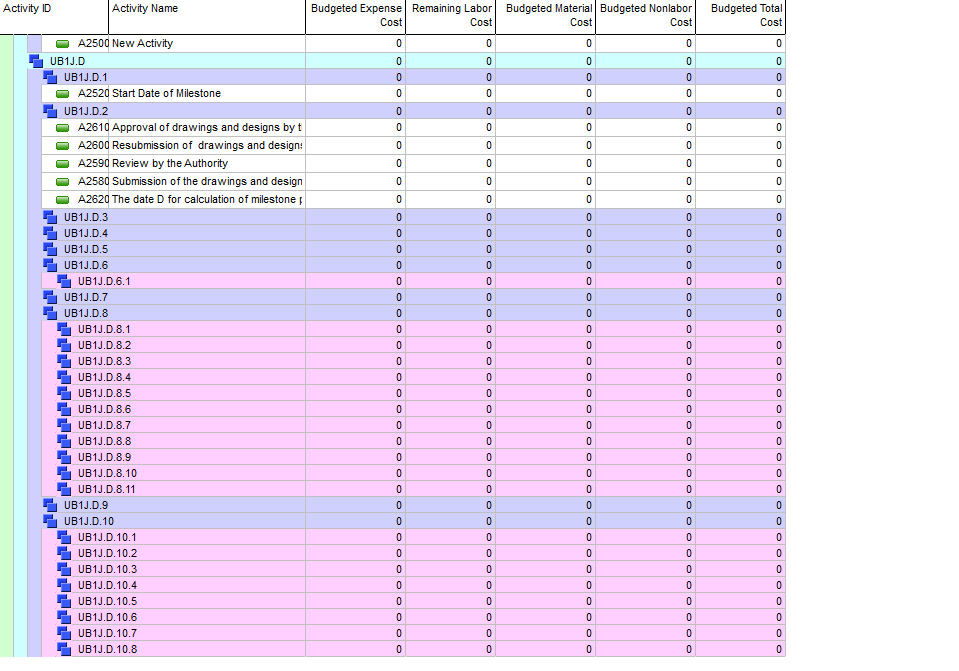 Activity ID Activity Name Budgeted Expense Cost Remaining Labor Cost Budgeted Material Cost Budgeted Nonlabor Cost Budgeted Total Cost
A2500 New Activity 0 0 0 0 0
UB1J.D 0 0 0 0 0
UB1J.D.1 0 0 0 0 0
A2520 Start Date of Milestone 0 0 0 0 0
UB1J.D.2 0 0 0 0 0
A2610 Approval of drawings and designs by t 0 0 0 0 0
A2600 Resubmission of drawings and designs 0 0 0 0 0
A2590 Review by the Authority 0 0 0 0 0
A2580 Submission of the drawings and design 0 0 0 0 0
A2620 The date D for calculation of milestone p 0 0 0 0 0
UB1J.D.3 0 0 0 0 0
UB1J.D.4 0 0 0 0 0
UB1J.D.5 0 0 0 0 0
UB1J.D.6 0 0 0 0 0
UB1J.D.6.1 0 0 0 0 0
UB1J.D.7 0 0 0 0 0
UB1J.D.8 0 0 0 0 0
UB1J.D.8.1 0 0 0 0 0
UB1J.D.8.2 0 0 0 0 0
UB1J.D.8.3 0 0 0 0 0
UB1J.D.8.4 0 0 0 0 0
UB1J.D.8.5 0 0 0 0 0
UB1J.D.8.6 0 0 0 0 0
UB1J.D.8.7 0 0 0 0 0
UB1J.D.8.8 0 0 0 0 0
UB1J.D.8.9 0 0 0 0 0
UB1J.D.8.10 0 0 0 0 0
UB1J.D.8.11 0 0 0 0 0
UB1J.D.9 0 0 0 0 0
UB1J.D.10 0 0 0 0 0
UB1J.D.10.1 0 0 0 0 0
UB1J.D.10.2 0 0 0 0 0
UB1J.D.10.3 0 0 0 0 0
UB1J.D.10.4 0 0 0 0 0
UB1J.D.10.5 0 0 0 0 0
UB1J.D.10.6 0 0 0 0 0
UB1J.D.10.7 0 0 0 0 0
UB1J.D.10.8 0 0 0 0 0